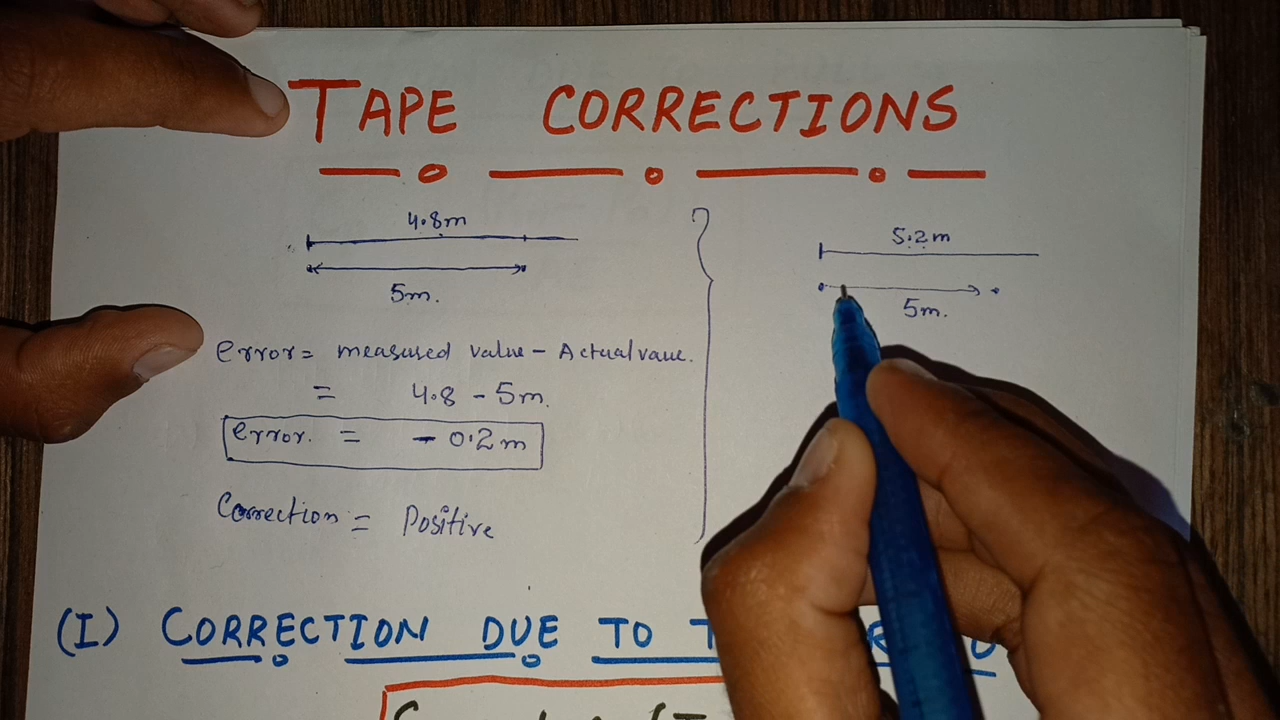 TAPE CORRECTIONS
4.8m
5m.
error = measured value - Actual vaue.
= 4.8 - 5m.
error. = - 0.2m
Correction = Positive
5.2m
5m.
(I) CORRECTION DUE TO